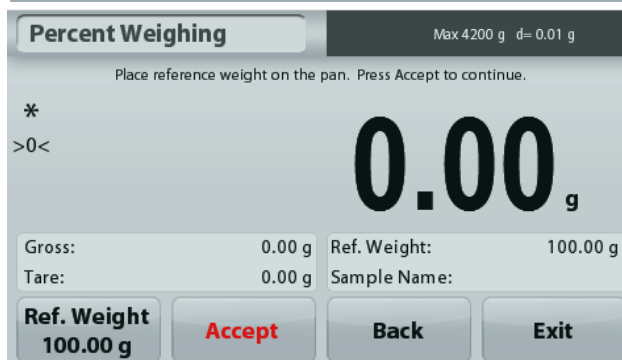 Percent Weighing
Max 4200 g d= 0.01 g
Place reference weight on the pan. Press Accept to continue.
*
>0<
0.00 g
Gross: 0.00 g Ref. Weight: 100.00 g
Tare: 0.00 g Sample Name:
Ref. Weight
100.00 g
Accept
Back
Exit